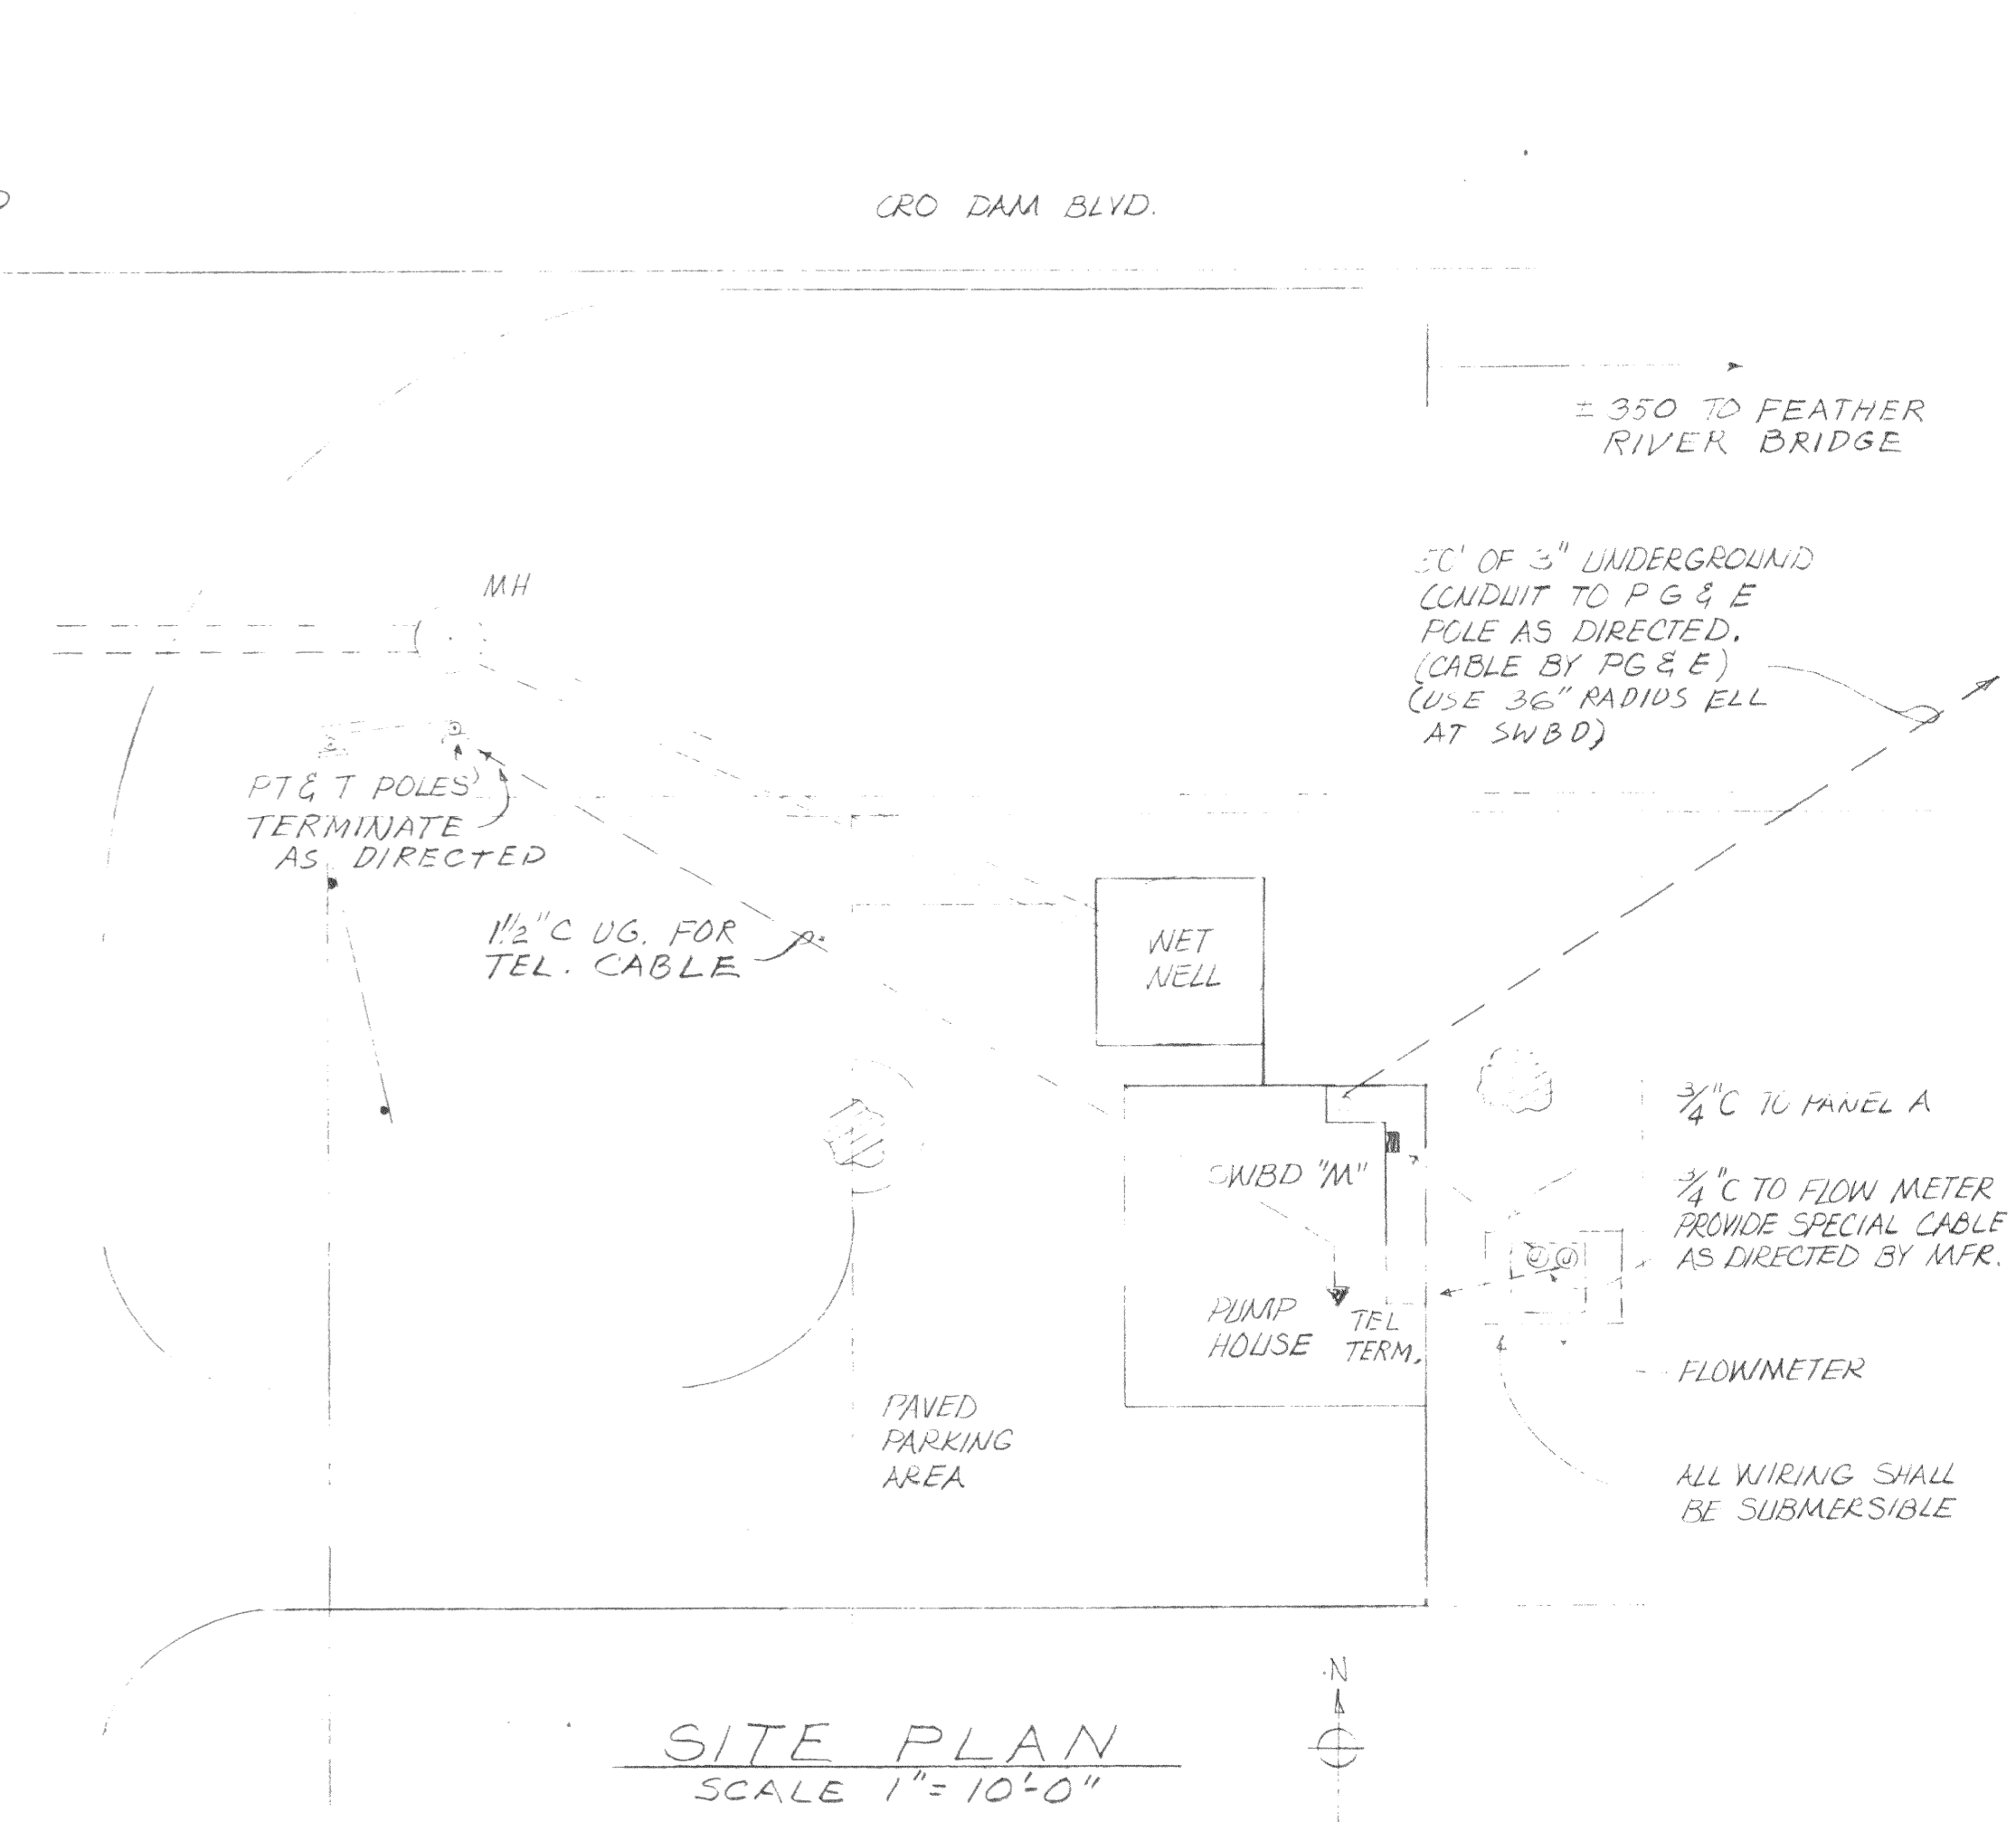 CRO DAM BLVD.
± 350 TO FEATHER
RIVER BRIDGE
MH
OF 3" UNDERGROUND
CONDUIT TO P G & E
POLE AS DIRECTED.
(CABLE BY PG & E)
(USE 36" RADIUS ELL
AT SWBD)
PT & T POLES
TERMINATE
AS DIRECTED
1 1/2" C UG. FOR
TEL. CABLE
WET
WELL
3/4" C TO PANEL A
SWBD "M"
3/4" C TO FLOW METER
PROVIDE SPECIAL CABLE
AS DIRECTED BY MFR.
J J
PUMP
HOUSE
TEL
TERM.
FLOWMETER
PAVED
PARKING
AREA
ALL WIRING SHALL
BE SUBMERSIBLE
N
SITE PLAN
SCALE 1" = 10'-0"